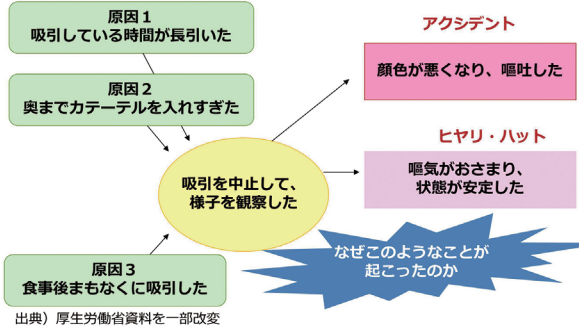 原因１
吸引している時間が長引いた
原因２
奥までカテーテルを入れすぎた
アクシデント
顔色が悪くなり、嘔吐した
ヒヤリ・ハット
嘔気がおさまり、
状態が安定した
吸引を中止して、
様子を観察した
なぜこのようなことが
起こったのか
原因３
食事後まもなくに吸引した
出典）厚生労働省資料を一部改変